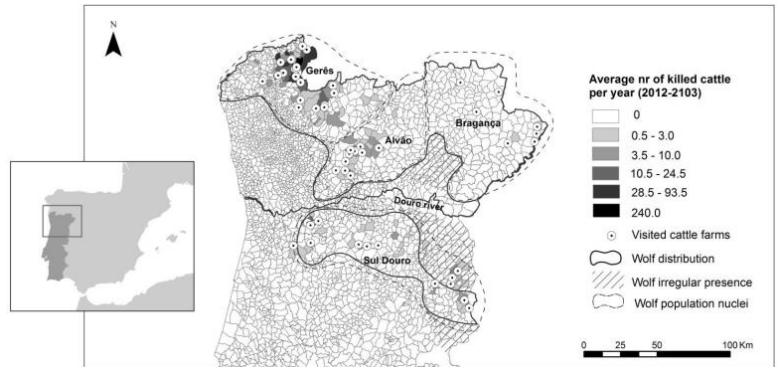 N
Gerês
Bragança
Alvão
Douro river
Sul Douro
Average nr of killed cattle
per year (2012-2103)
0
0.5 - 3.0
3.5 - 10.0
10.5 - 24.5
28.5 - 93.5
240.0
Visited cattle farms
Wolf distribution
Wolf irregular presence
Wolf population nuclei
0 25 50 100 Km